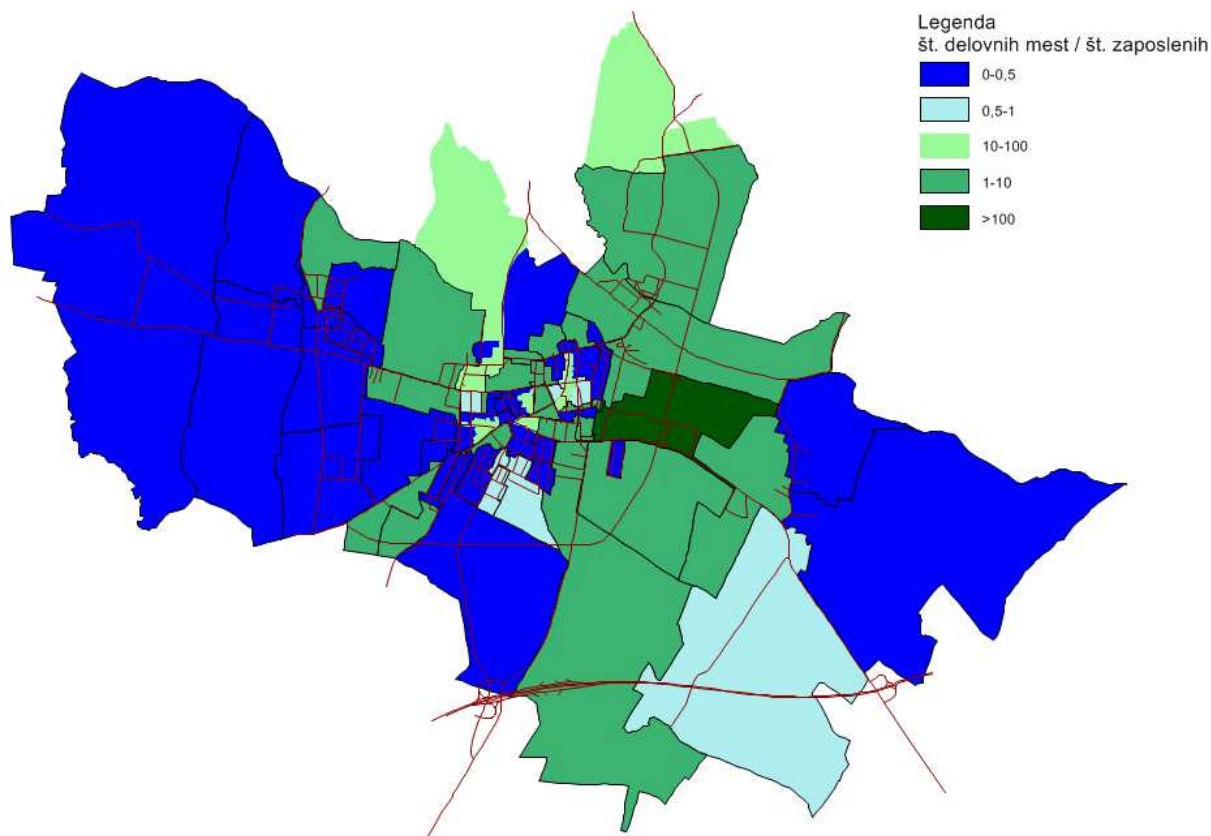 Legenda
št. delovnih mest / št. zaposlenih
0-0,5
0,5-1
10-100
1-10
>100